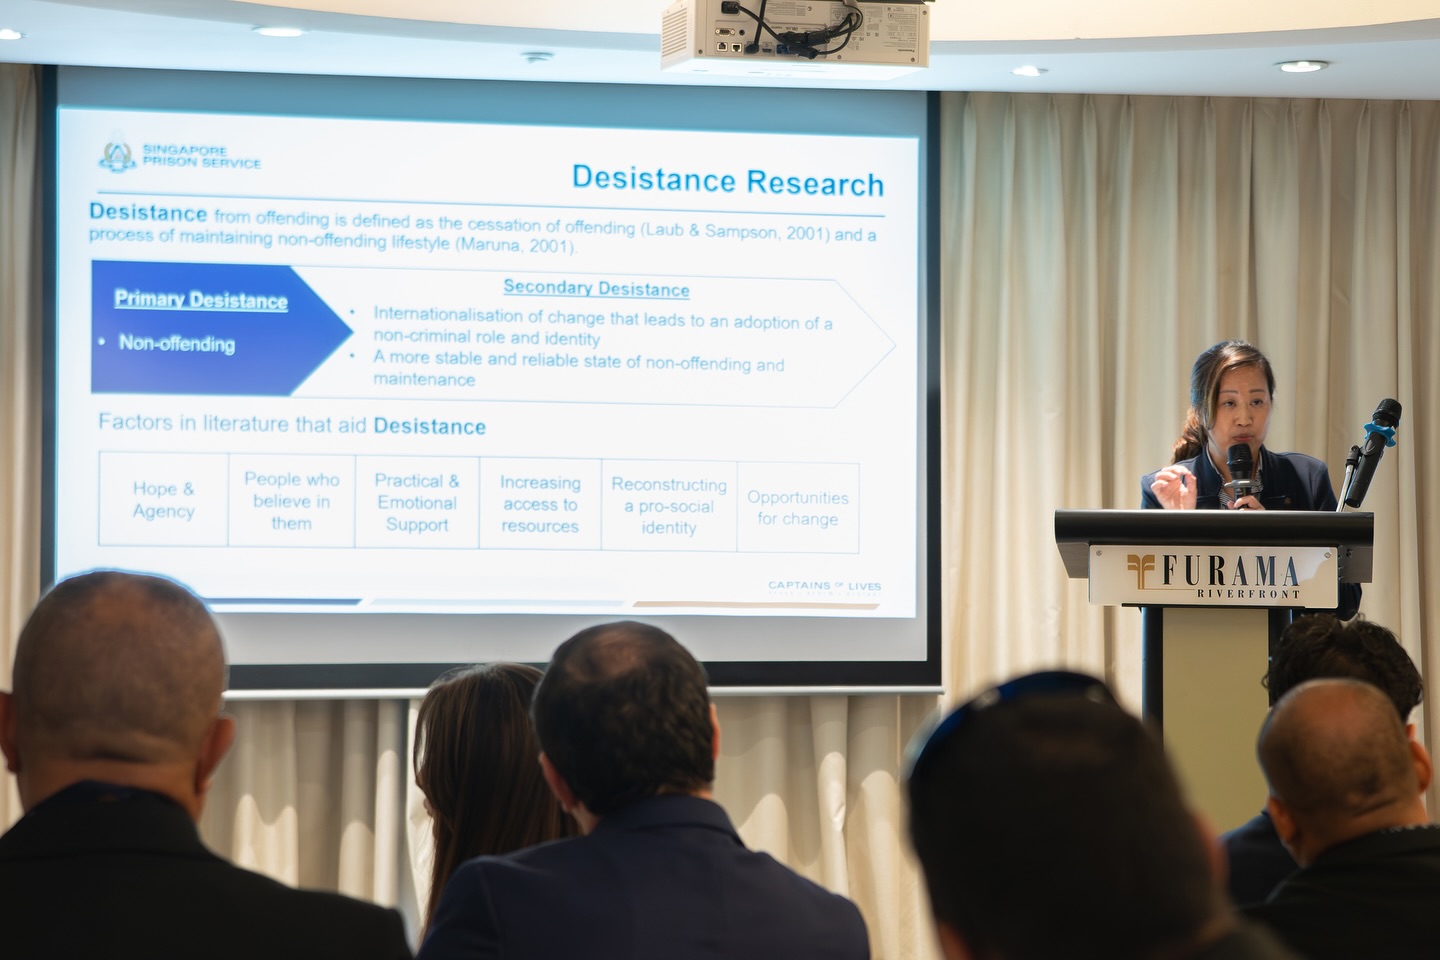 SINGAPORE
PRISON SERVICE
Desistance Research
Desistance from offending is defined as the cessation of offending (Laub & Sampson, 2001) and a
process of maintaining non-offending lifestyle (Maruna, 2001).
Primary Desistance
• Non-offending
Secondary Desistance
• Internationalisation of change that leads to an adoption of a
non-criminal role and identity
• A more stable and reliable state of non-offending and
maintenance
Factors in literature that aid Desistance
Hope &
Agency
People who
believe in
them
Practical &
Emotional
Support
Increasing
access to
resources
Reconstructing
a pro-social
identity
Opportunities
for change
CAPTAINS OF LIVES
FURAMA
RIVERFRONT